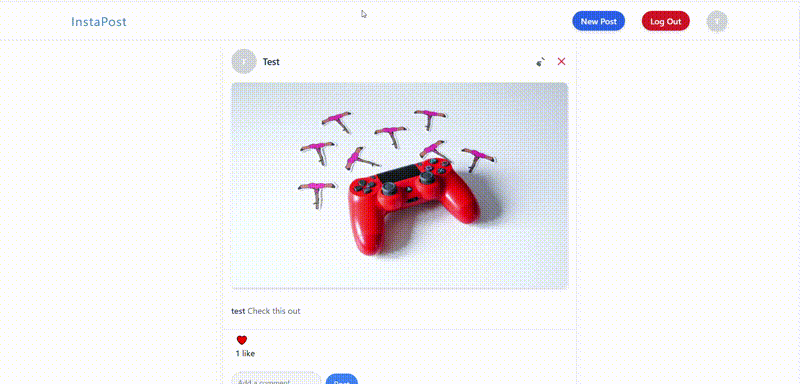 InstaPost
New Post
Log Out
T
T
Test
test Check this out
1 like
Add a comment
Post